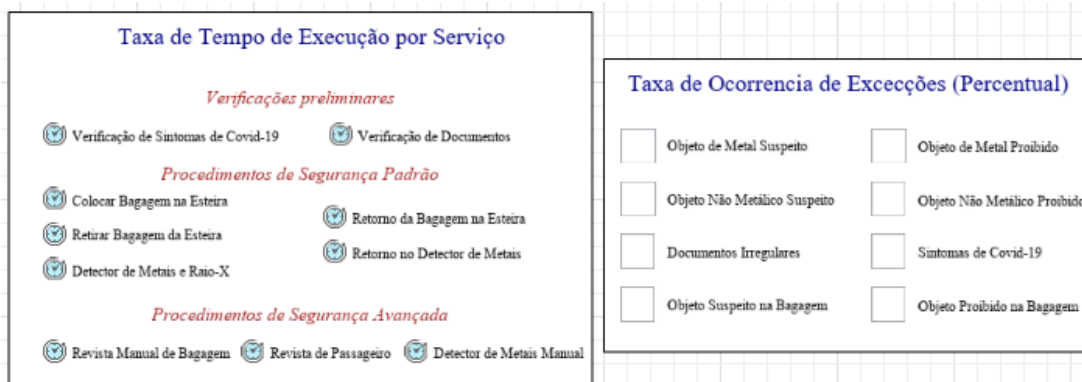 Taxa de Tempo de Execução por Serviço
Verificações preliminares
Verificação de Sintomas de Covid-19
Verificação de Documentos
Procedimentos de Segurança Padrão
Colocar Bagagem na Esteira
Retirar Bagagem da Esteira
Detector de Metais e Raio-X
Retorno da Bagagem na Esteira
Retorno no Detector de Metais
Procedimentos de Segurança Avançada
Revista Manual de Bagagem
Revista de Passageiro
Detector de Metais Manual
Taxa de Ocorrencia de Excecções (Percentual)
Objeto de Metal Suspeito
Objeto de Metal Proibido
Objeto Não Metálico Suspeito
Objeto Não Metálico Proibido
Documentos Irregulares
Sintomas de Covid-19
Objeto Suspeito na Bagagem
Objeto Proibido na Bagagem